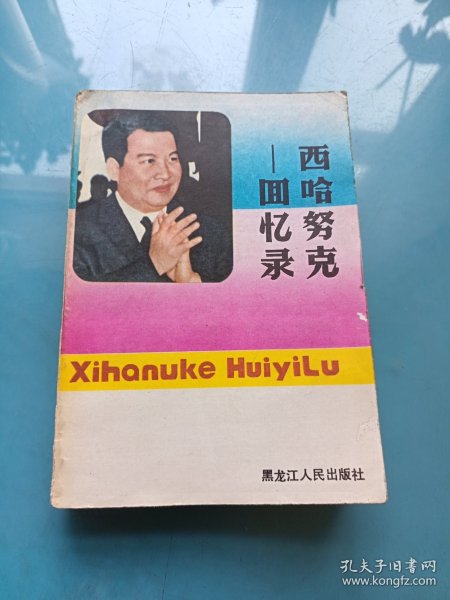 西哈努克
—回忆录
Xihanuke HuiyiLu
黑龙江人民出版社
孔夫子旧书网
www.kongfz.com